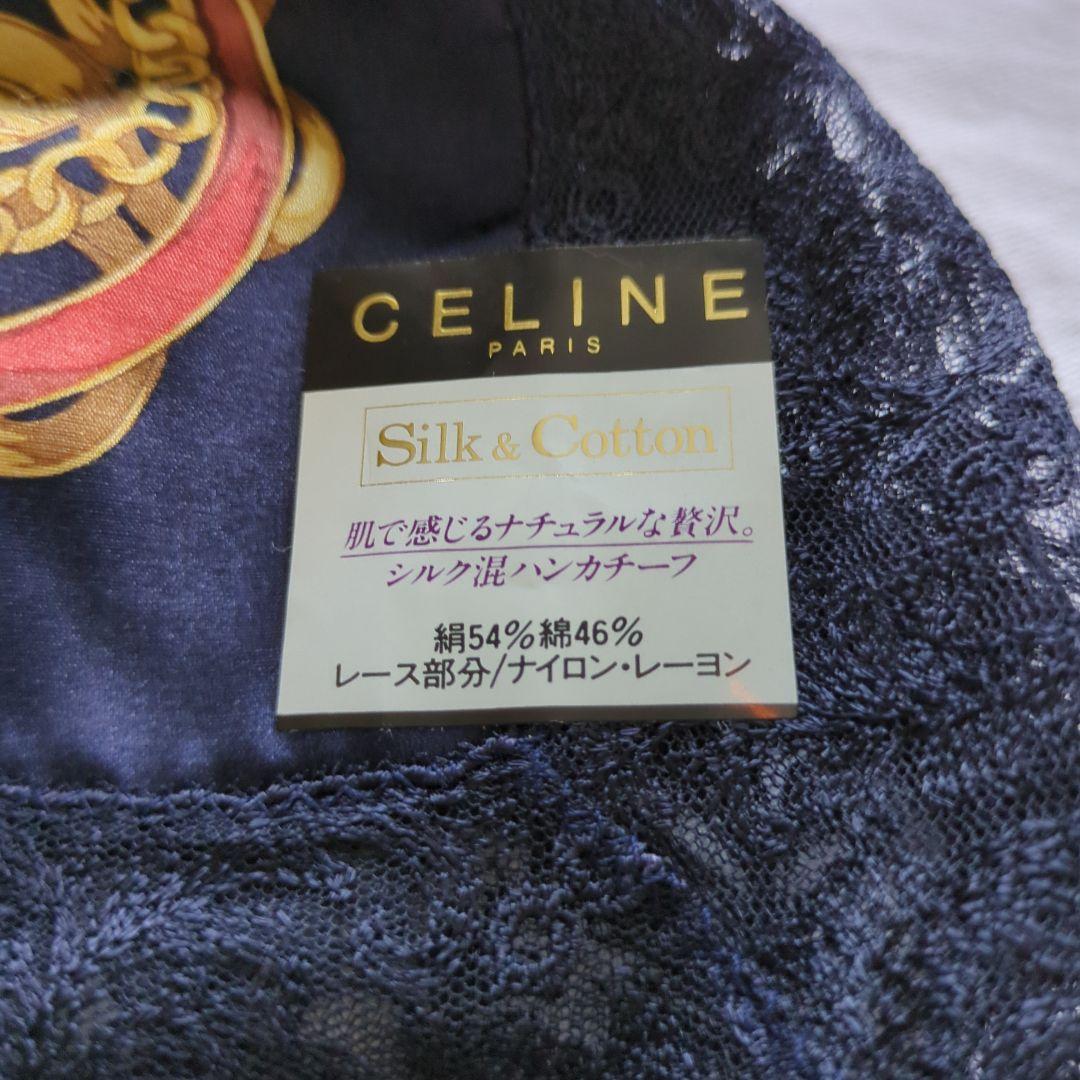 CELINE
PARIS
Silk & Cotton
肌で感じるナチュラルな贅沢。
シルク混ハンカチーフ
絹54%綿46%
レース部分/ナイロン・レーヨン